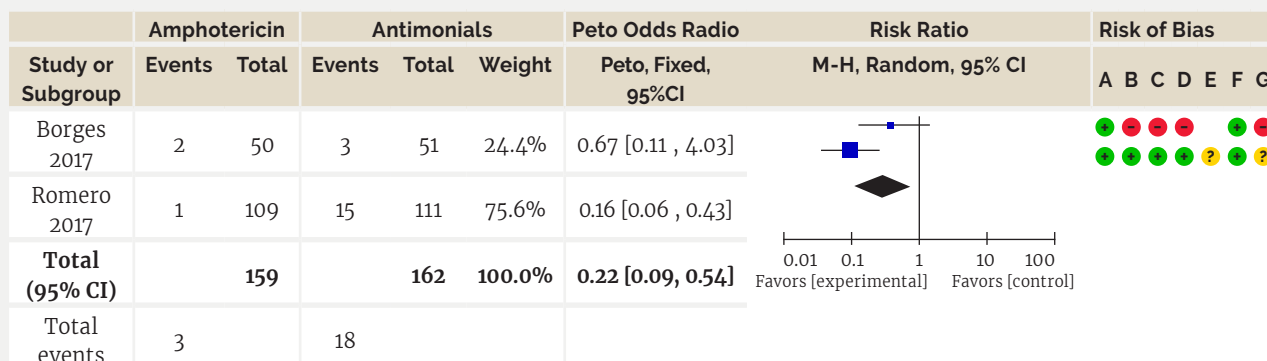 Amphotericin Antimonials Peto Odds Radio Risk Ratio Risk of Bias
Study or Subgroup Events Total Events Total Weight Peto, Fixed, 95%CI M-H, Random, 95% CI A B C D E F G
Borges 2017 2 50 3 51 24.4% 0.67 [0.11 , 4.03] + - - - + -
Romero 2017 1 109 15 111 75.6% 0.16 [0.06 , 0.43] + + + + ? + ?
Total (95% CI) 159 162 100.0% 0.22 [0.09, 0.54]
Total events 3 18
0.01 0.1 1 10 100
Favors [experimental] Favors [control]